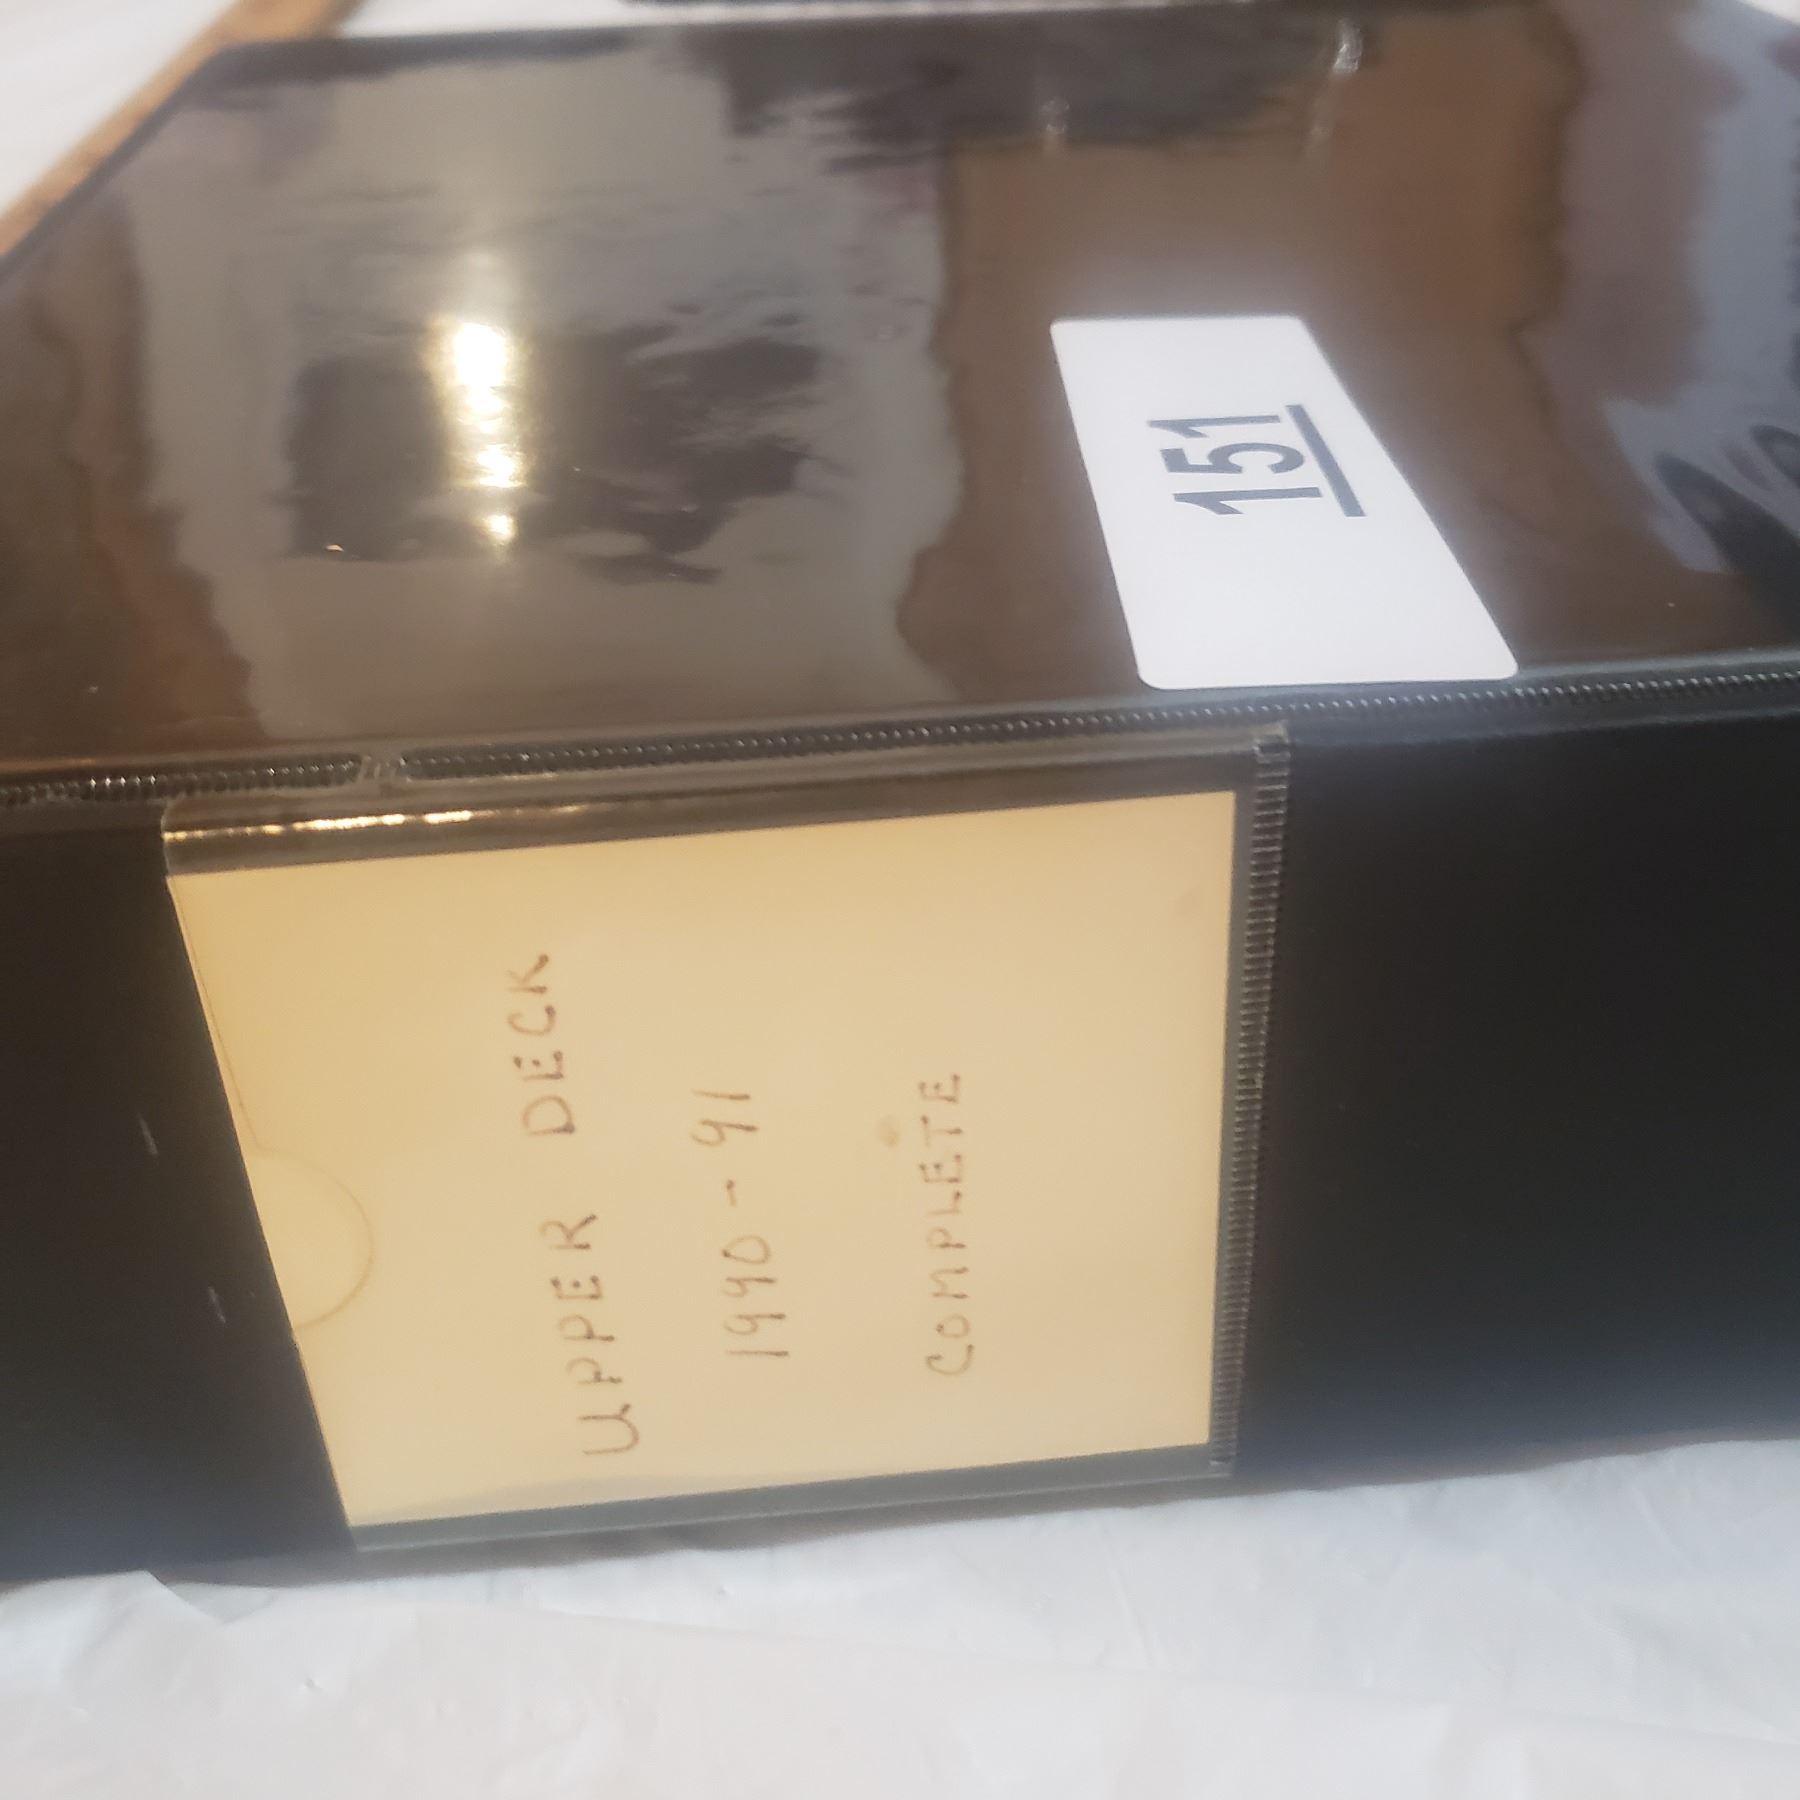 151
UPPER DECK
1990-91
COMPLETE